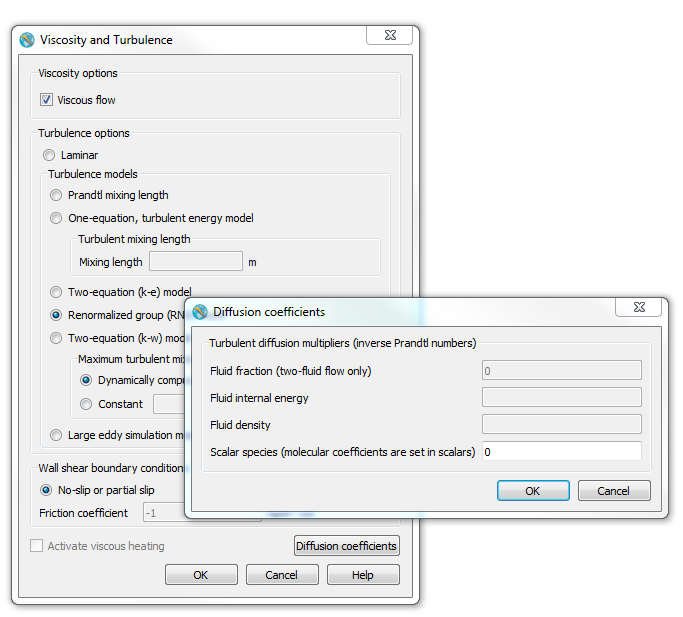 Viscosity and Turbulence
Viscosity options
Viscous flow
Turbulence options
Laminar
Turbulence models
Prandtl mixing length
One-equation, turbulent energy model
Turbulent mixing length
Mixing length m
Two-equation (k-e) model
Renormalized group (RN
Two-equation (k-w) mod
Maximum turbulent mi
Dynamically comp
Constant
Large eddy simulation m
Wall shear boundary condition
No-slip or partial slip
Friction coefficient -1
Activate viscous heating Diffusion coefficients
OK Cancel Help
Diffusion coefficients
Turbulent diffusion multipliers (inverse Prandtl numbers)
Fluid fraction (two-fluid flow only) 0
Fluid internal energy
Fluid density
Scalar species (molecular coefficients are set in scalars) 0
OK Cancel